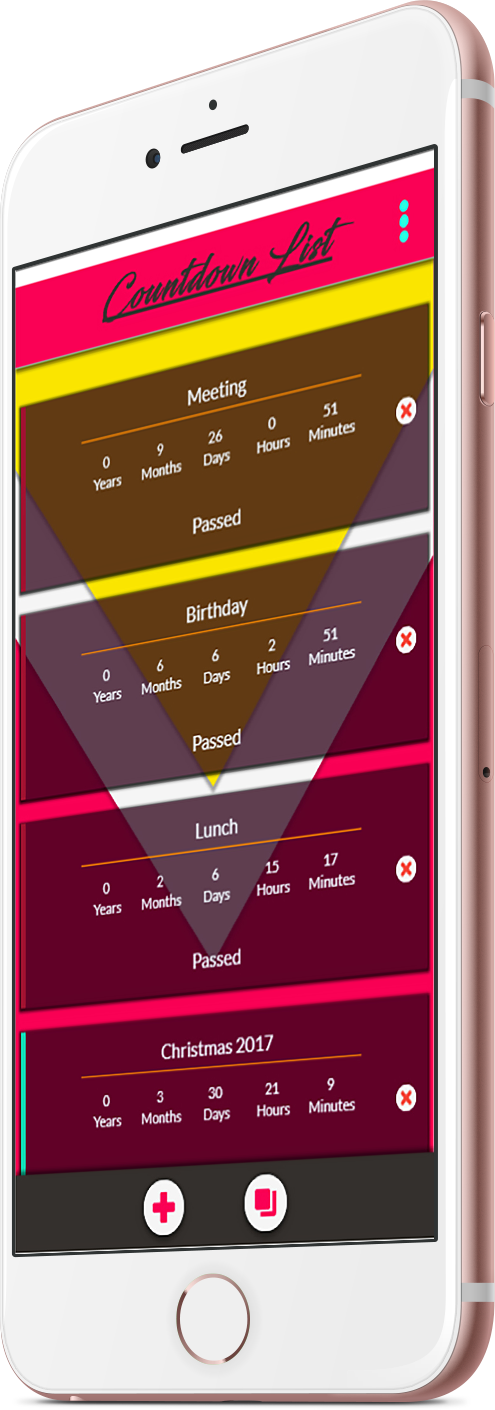 Countdown List
Meeting
0 9 26 0 51
Years Months Days Hours Minutes
Passed
Birthday
0 6 6 2 51
Years Months Days Hours Minutes
Passed
Lunch
0 2 6 15 17
Years Months Days Hours Minutes
Passed
Christmas 2017
0 3 30 21 9
Years Months Days Hours Minutes